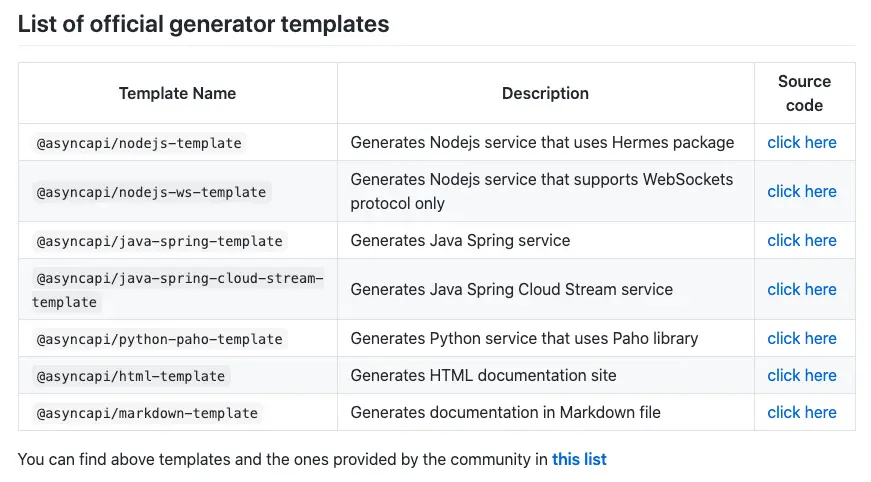 List of official generator templates
Template Name Description Source
code
@asyncapi/nodejs-template Generates Nodejs service that uses Hermes package click here
@asyncapi/nodejs-ws-template Generates Nodejs service that supports WebSockets
protocol only click here
@asyncapi/java-spring-template Generates Java Spring service click here
@asyncapi/java-spring-cloud-stream-
template Generates Java Spring Cloud Stream service click here
@asyncapi/python-paho-template Generates Python service that uses Paho library click here
@asyncapi/html-template Generates HTML documentation site click here
@asyncapi/markdown-template Generates documentation in Markdown file click here
You can find above templates and the ones provided by the community in this list